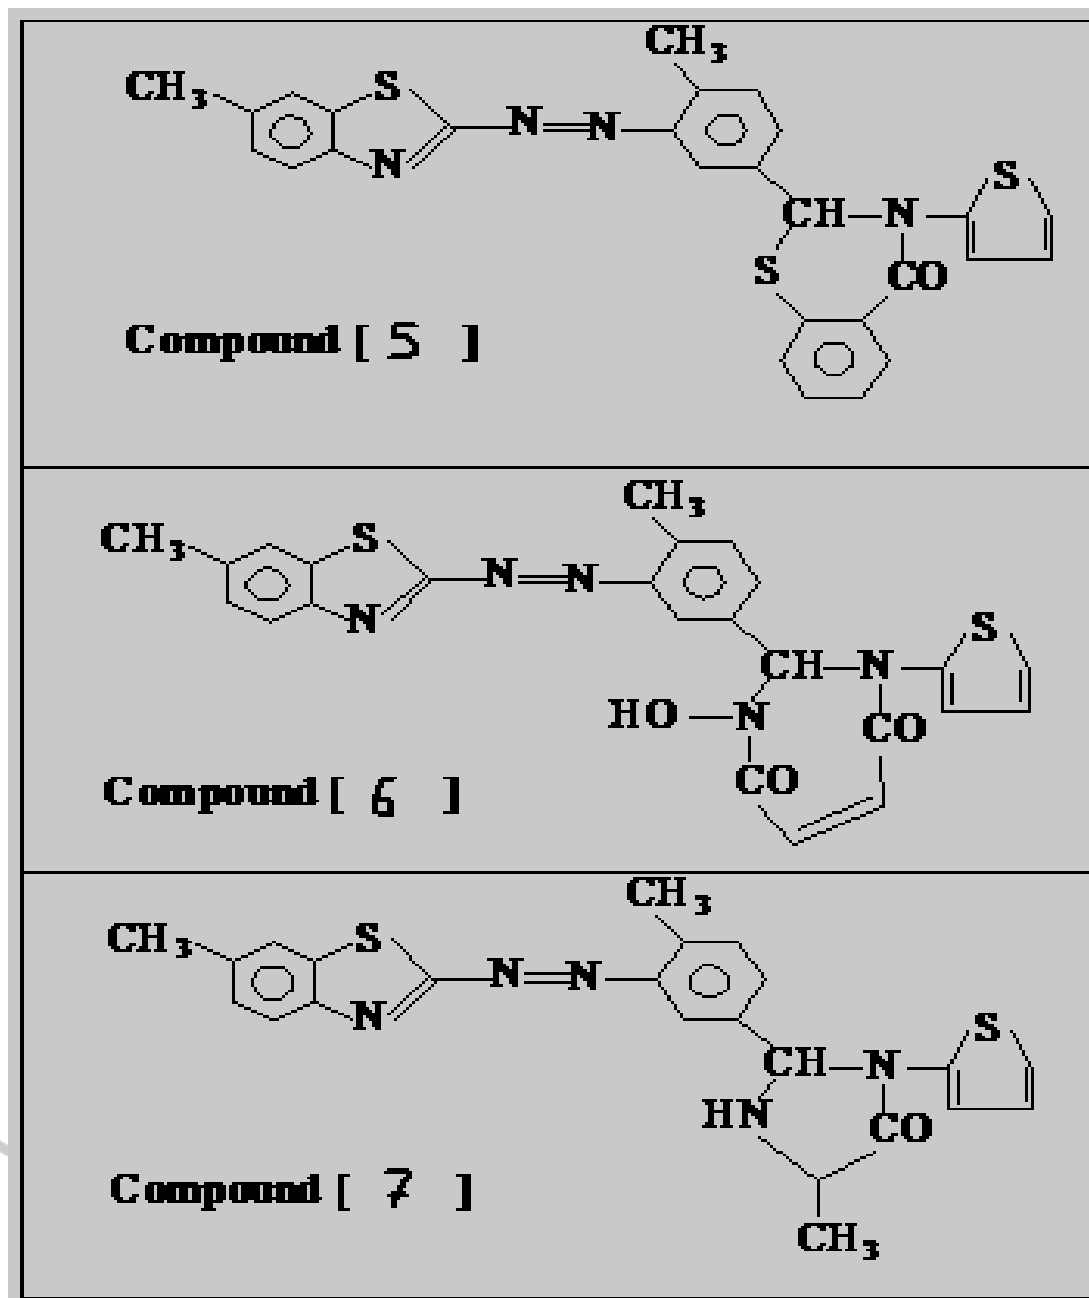 CH3
CH3
S
N
N=N
CH—N
S
S
CO
Compound [ 5 ]
CH3
CH3
S
N
N=N
S
CH—N
HO—N
CO
CO
Compound [ 6 ]
CH3
CH3
S
N
N=N
S
CH—N
HN
CO
Compound [ 7 ]
CH3